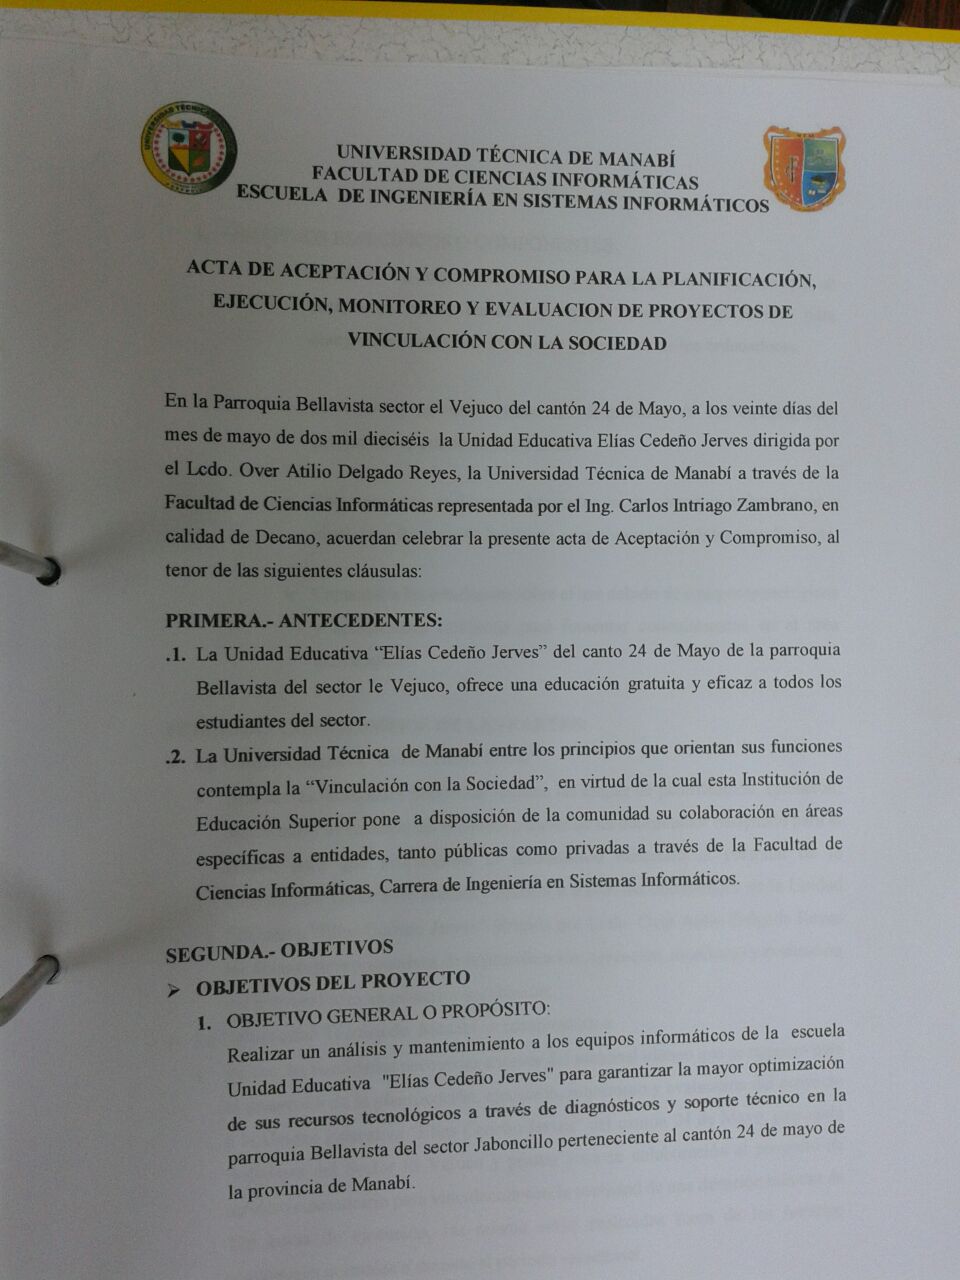 UNIVERSIDAD TÉCNICA DE MANABÍ
FACULTAD DE CIENCIAS INFORMÁTICAS
ESCUELA DE INGENIERÍA EN SISTEMAS INFORMÁTICOS
ACTA DE ACEPTACIÓN Y COMPROMISO PARA LA PLANIFICACIÓN,
EJECUCIÓN, MONITOREO Y EVALUACION DE PROYECTOS DE
VINCULACIÓN CON LA SOCIEDAD
En la Parroquia Bellavista sector el Vejuco del cantón 24 de Mayo, a los veinte días del
mes de mayo de dos mil dieciséis la Unidad Educativa Elías Cedeño Jerves dirigida por
el Lcdo. Over Atilio Delgado Reyes, la Universidad Técnica de Manabí a través de la
Facultad de Ciencias Informáticas representada por el Ing. Carlos Intriago Zambrano, en
calidad de Decano, acuerdan celebrar la presente acta de Aceptación y Compromiso, al
tenor de las siguientes cláusulas:
PRIMERA.- ANTECEDENTES:
.1. La Unidad Educativa "Elías Cedeño Jerves" del canto 24 de Mayo de la parroquia
Bellavista del sector le Vejuco, ofrece una educación gratuita y eficaz a todos los
estudiantes del sector.
.2. La Universidad Técnica de Manabí entre los principios que orientan sus funciones
contempla la "Vinculación con la Sociedad", en virtud de la cual esta Institución de
Educación Superior pone a disposición de la comunidad su colaboración en áreas
específicas a entidades, tanto públicas como privadas a través de la Facultad de
Ciencias Informáticas, Carrera de Ingeniería en Sistemas Informáticos.
SEGUNDA.- OBJETIVOS
➢ OBJETIVOS DEL PROYECTO
1. OBJETIVO GENERAL O PROPÓSITO:
Realizar un análisis y mantenimiento a los equipos informáticos de la escuela
Unidad Educativa "Elías Cedeño Jerves" para garantizar la mayor optimización
de sus recursos tecnológicos a través de diagnósticos y soporte técnico en la
parroquia Bellavista del sector Jaboncillo perteneciente al cantón 24 de mayo de
la provincia de Manabí.